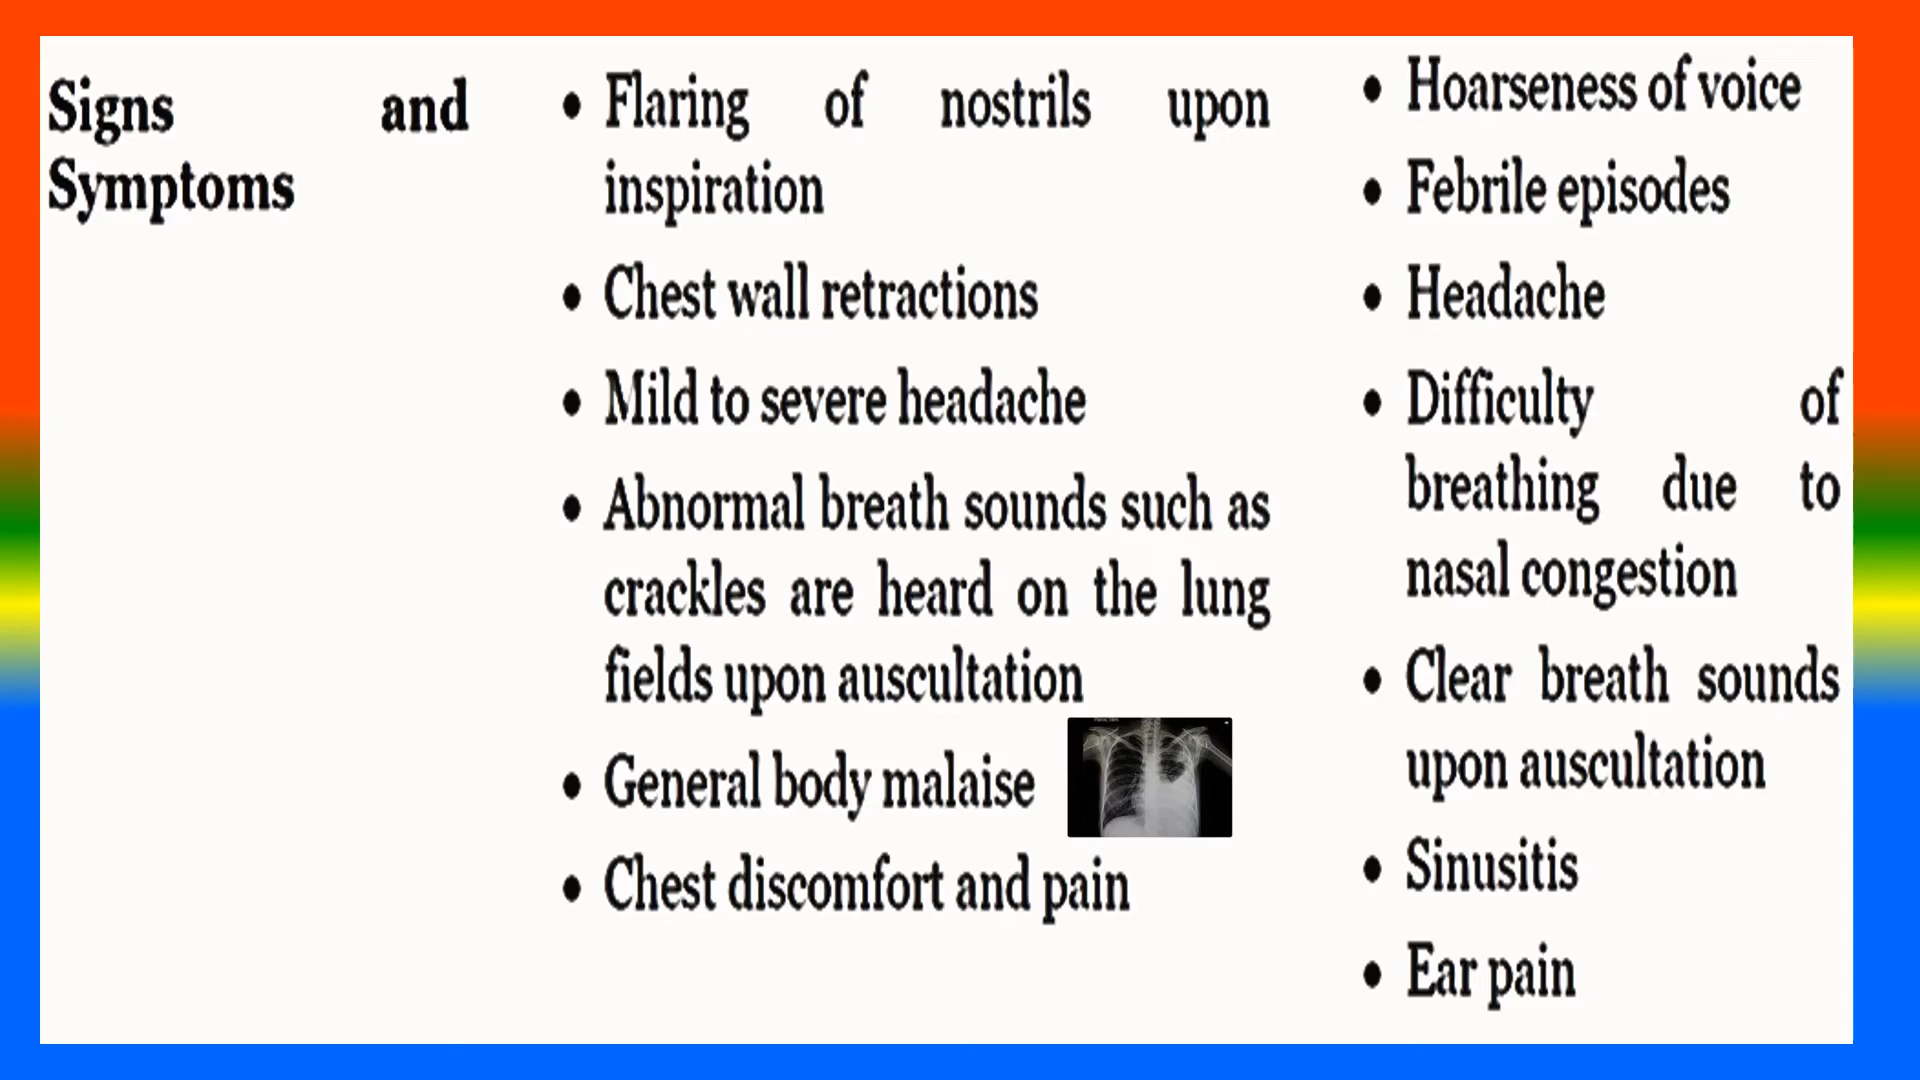 Signs and
Symptoms
• Flaring of nostrils upon
inspiration
• Chest wall retractions
• Mild to severe headache
• Abnormal breath sounds such as
crackles are heard on the lung
fields upon auscultation
• General body malaise
• Chest discomfort and pain
• Hoarseness of voice
• Febrile episodes
• Headache
• Difficulty of
breathing due to
nasal congestion
• Clear breath sounds
upon auscultation
• Sinusitis
• Ear pain